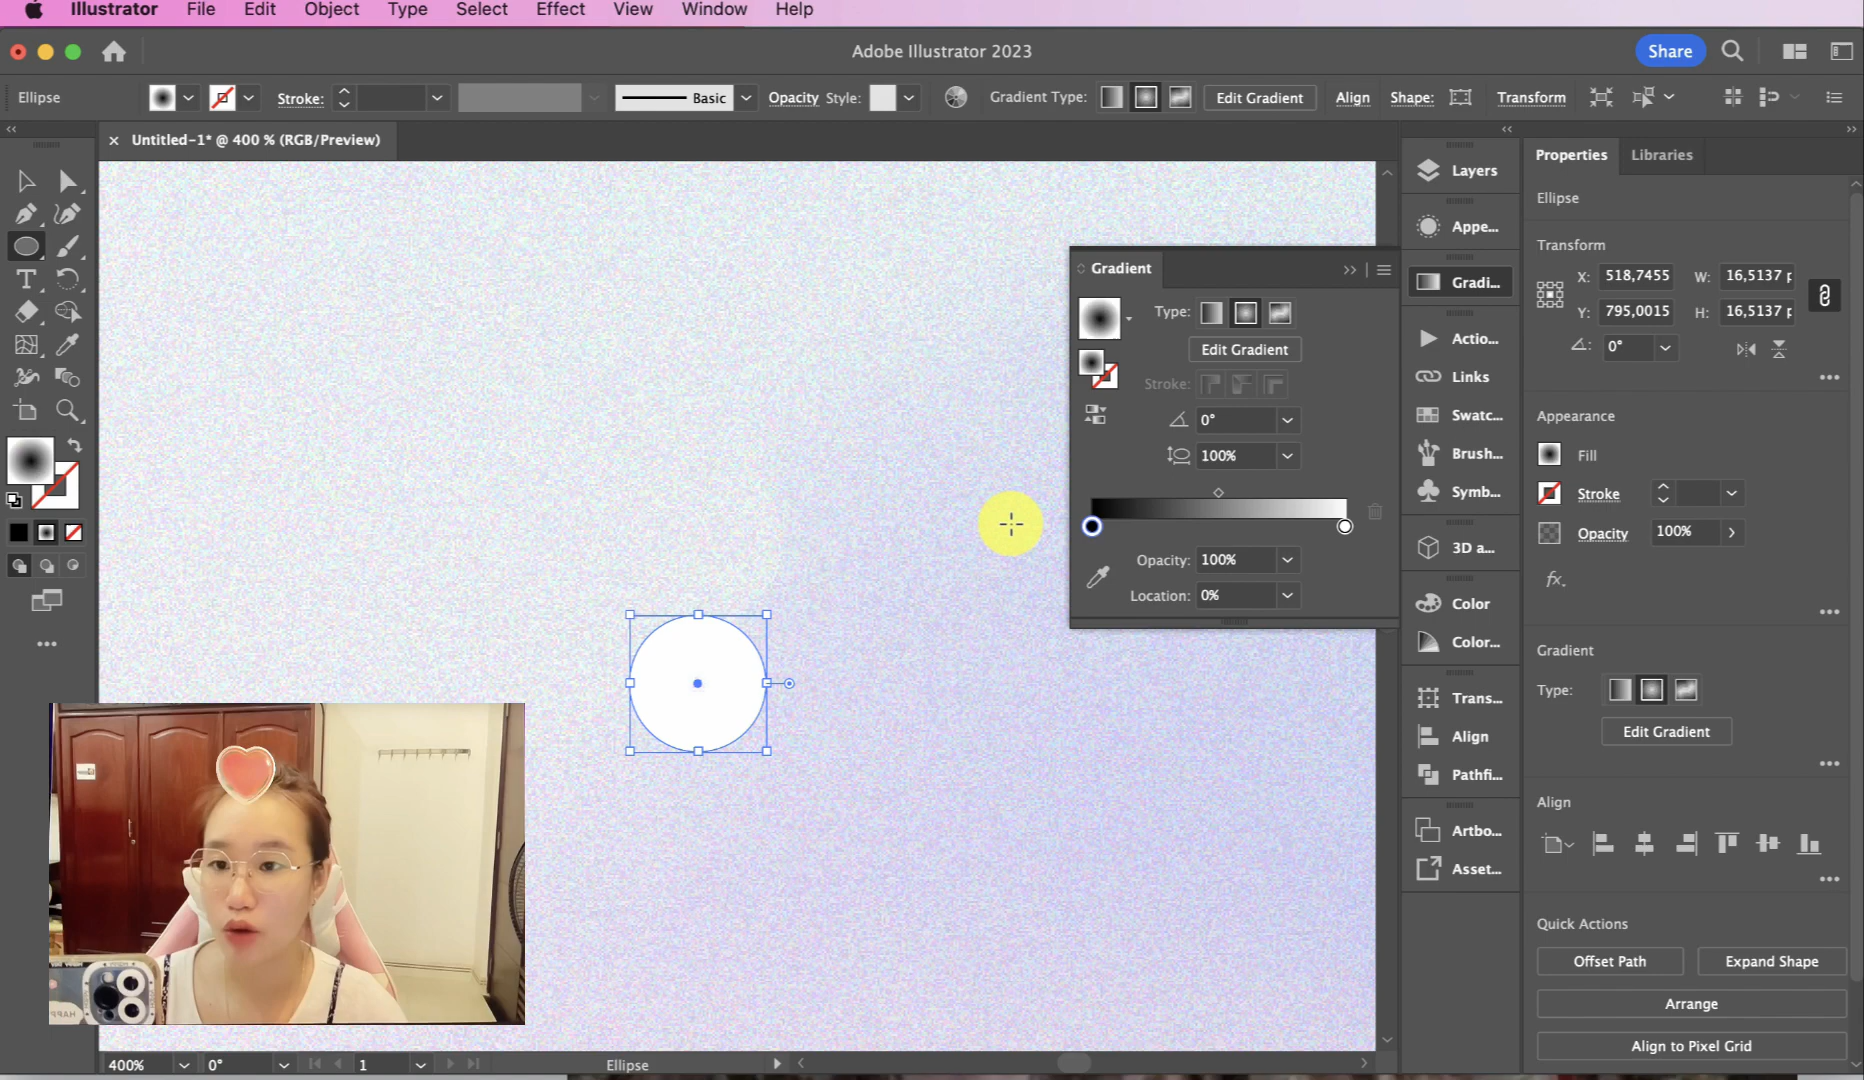 Illustrator File Edit Object Type Select Effect View Window Help
Adobe Illustrator 2023
Share
Ellipse
Stroke:
Basic
Opacity Style:
Gradient Type:
Edit Gradient
Align
Shape:
Transform
Untitled-1* @ 400 % (RGB/Preview)
Gradient
Type:
Edit Gradient
Stroke:
0°
100%
Opacity: 100%
Location: 0%
Layers
Appe...
Gradi...
Actio...
Links
Swatc...
Brush...
Symb...
3D a...
Color
Color...
Trans...
Align
Pathfi...
Artbo...
Asset...
Properties Libraries
Ellipse
Transform
X: 518,7455 W: 16,5137 p
Y: 795,0015 H: 16,5137 p
0°
Appearance
Fill
Stroke
Opacity 100%
fx.
Gradient
Type:
Edit Gradient
Align
Quick Actions
Offset Path Expand Shape
Arrange
Align to Pixel Grid
400% 0° 1 Ellipse